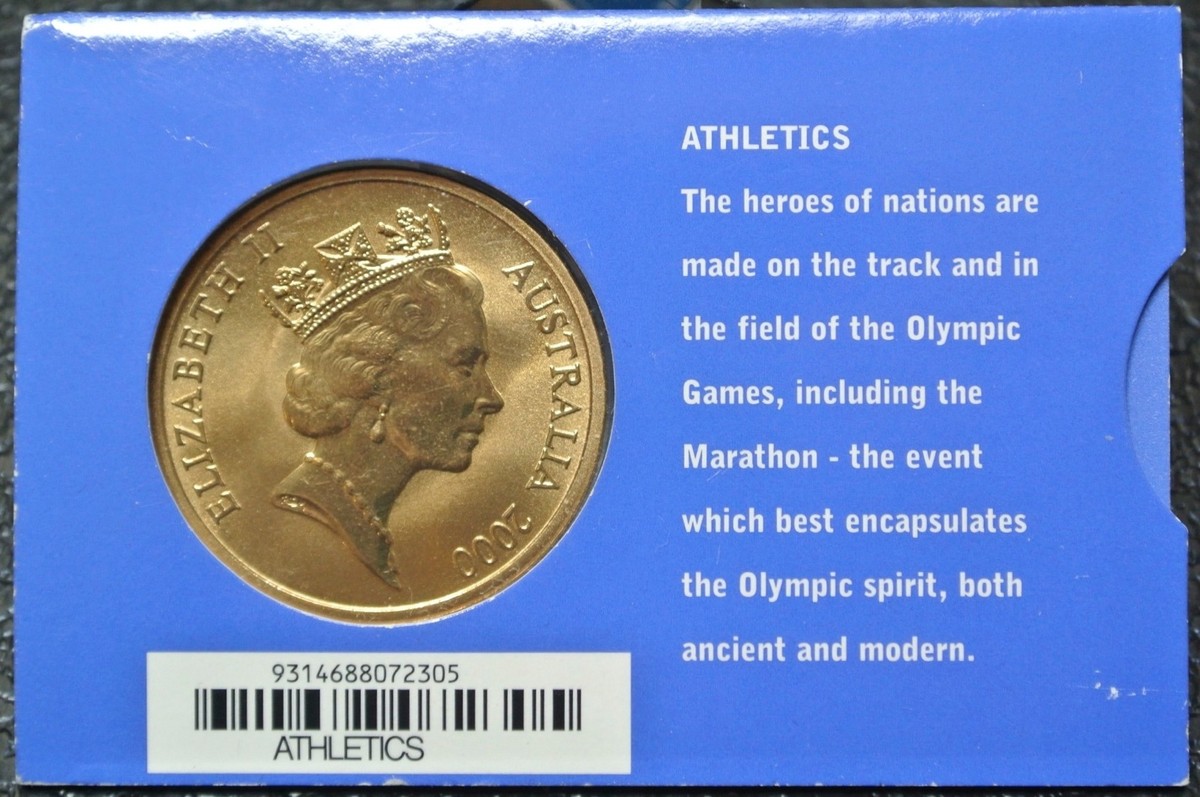 ELIZABETH II AUSTRALIA 2000
ATHLETICS
The heroes of nations are
made on the track and in
the field of the Olympic
Games, including the
Marathon - the event
which best encapsulates
the Olympic spirit, both
ancient and modern.
9314688072305
ATHLETICS